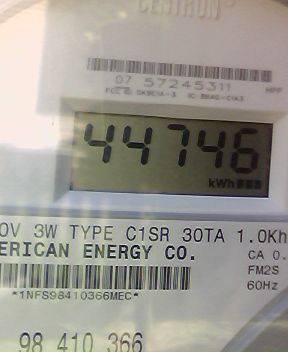 CENTRON
07 57245311
44746
kWh
0V 3W TYPE C1SR 30TA 1.0Kh
ERICAN ENERGY CO.
CA 0.
FM2S
60Hz
*1NFS98410366MEC*
98 410 366